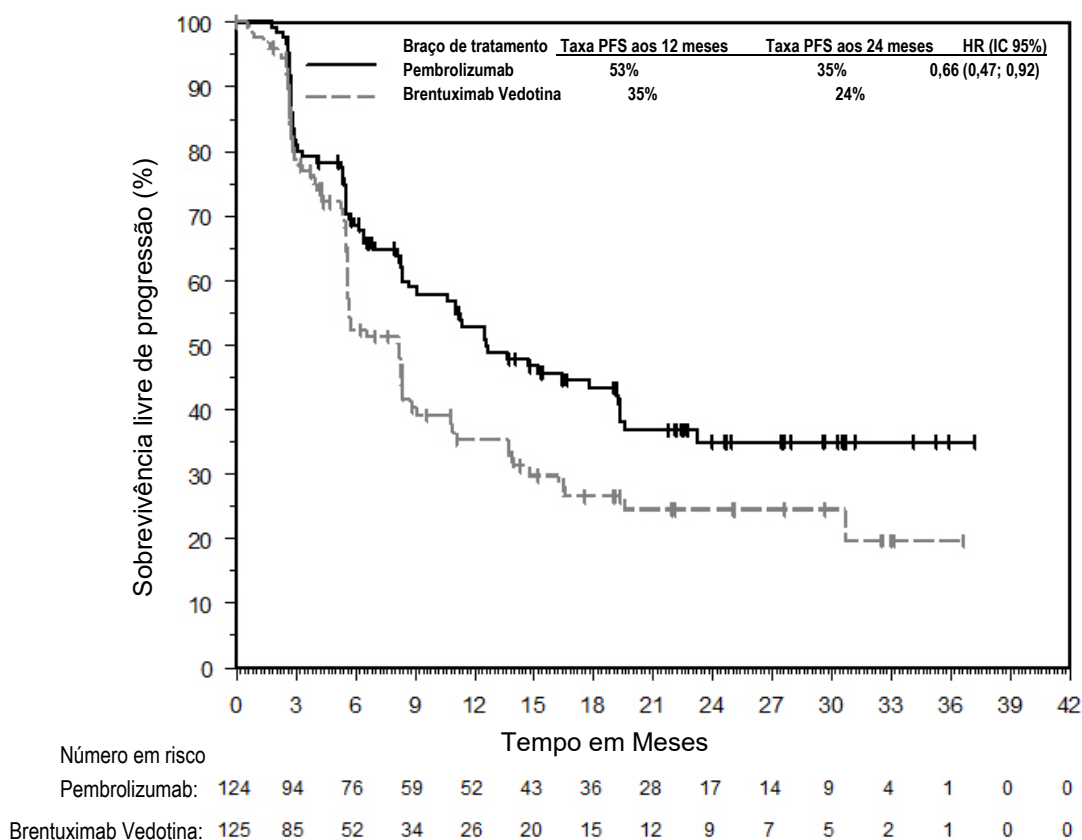 Braço de tratamento Taxa PFS aos 12 meses Taxa PFS aos 24 meses HR (IC 95%)
Pembrolizumab 53% 35% 0,66 (0,47; 0,92)
Brentuximab Vedotina 35% 24%
Sobrevivência livre de progressão (%)
100
90
80
70
60
50
40
30
20
10
0
0 3 6 9 12 15 18 21 24 27 30 33 36 39 42
Tempo em Meses
Número em risco
Pembrolizumab: 124 94 76 59 52 43 36 28 17 14 9 4 1 0 0
Brentuximab Vedotina: 125 85 52 34 26 20 15 12 9 7 5 2 1 0 0